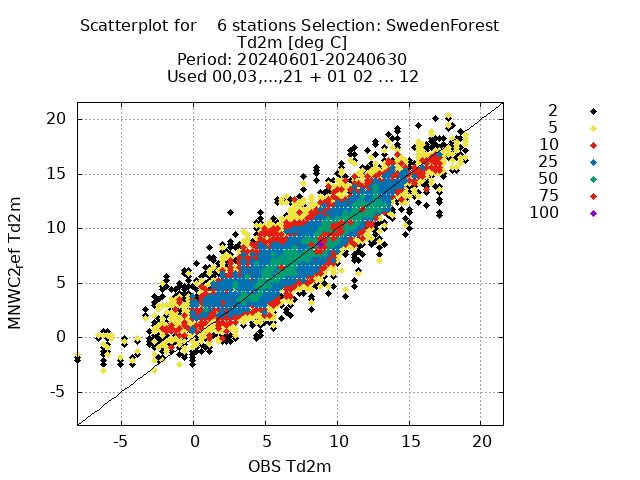 Scatterplot for 6 stations Selection: SwedenForest
Td2m [deg C]
Period: 20240601-20240630
Used 00,03,...,21 + 01 02 ... 12
2
5
10
25
50
75
100
20
15
10
5
0
-5
-5 0 5 10 15 20
OBS Td2m